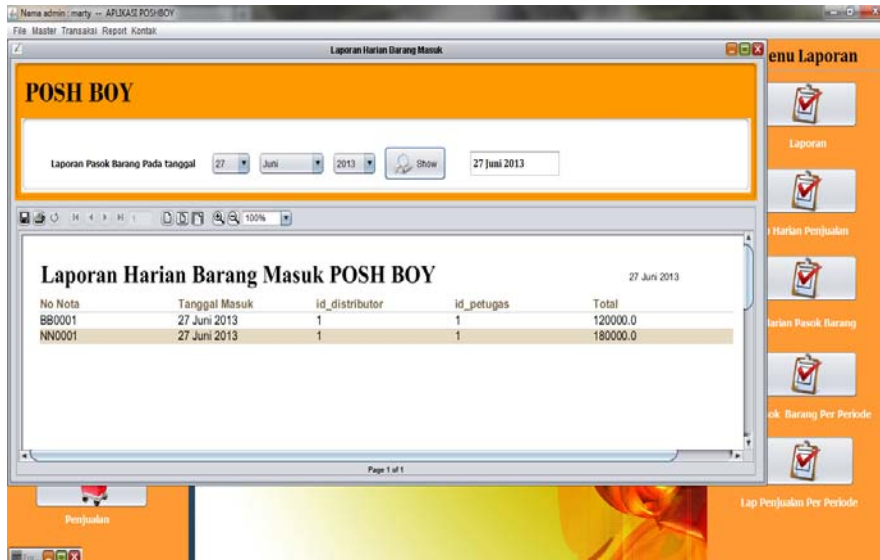 Nama admin : marty -- APLIKASI POSHBOY
File Master Transaksi Report Kontak
Laporan Harian Barang Masuk
enu Laporan
POSH BOY
Laporan Pasok Barang Pada tanggal 27 Juni 2013 Show 27 Juni 2013
Laporan
100%
Harian Penjualan
Laporan Harian Barang Masuk POSH BOY 27 Juni 2013
No Nota Tanggal Masuk id_distributor id_petugas Total
BB0001 27 Juni 2013 1 1 120000.0
NN0001 27 Juni 2013 1 1 180000.0
arian Pasok Barang
ok Barang Per Periode
Page 1 of 1
Lap Penjualan Per Periode
Penjualan